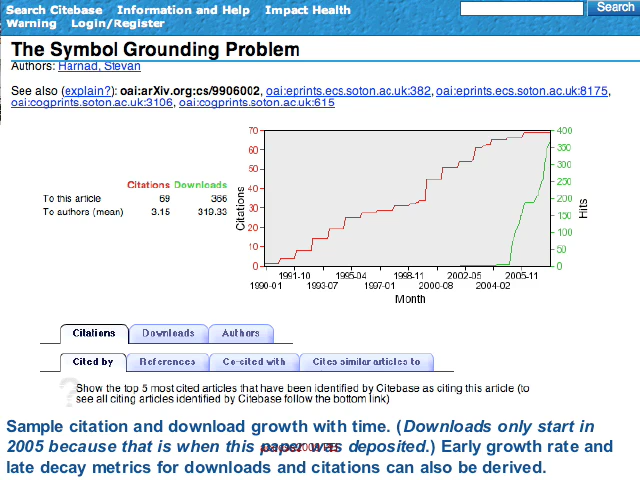 Search Citebase Information and Help Impact Health
Warning Login/Register
Search
The Symbol Grounding Problem
Authors: Harnad, Stevan
See also (explain?): oai:arXiv.org:cs/9906002, oai:eprints.ecs.soton.ac.uk:382, oai:eprints.ecs.soton.ac.uk:8175,
oai:cogprints.soton.ac.uk:3106, oai:cogprints.soton.ac.uk:615
Citations Downloads
To this article 69 366
To authors (mean) 3.15 319.33
Citations
70
60
50
40
30
20
10
0
400
350
300
250
200
150
100
50
0
Hits
1991-10 1995-04 1998-11 2002-05 2005-11
1990-01 1993-07 1997-01 2000-08 2004-02
Month
Citations Downloads Authors
Cited by References Co-cited with Cites similar articles to
?
Show the top 5 most cited articles that have been identified by Citebase as citing this article (to
see all citing articles identified by Citebase follow the bottom link)
Sample citation and download growth with time. (Downloads only start in
2005 because that is when this paper was deposited.) Early growth rate and
late decay metrics for downloads and citations can also be derived.